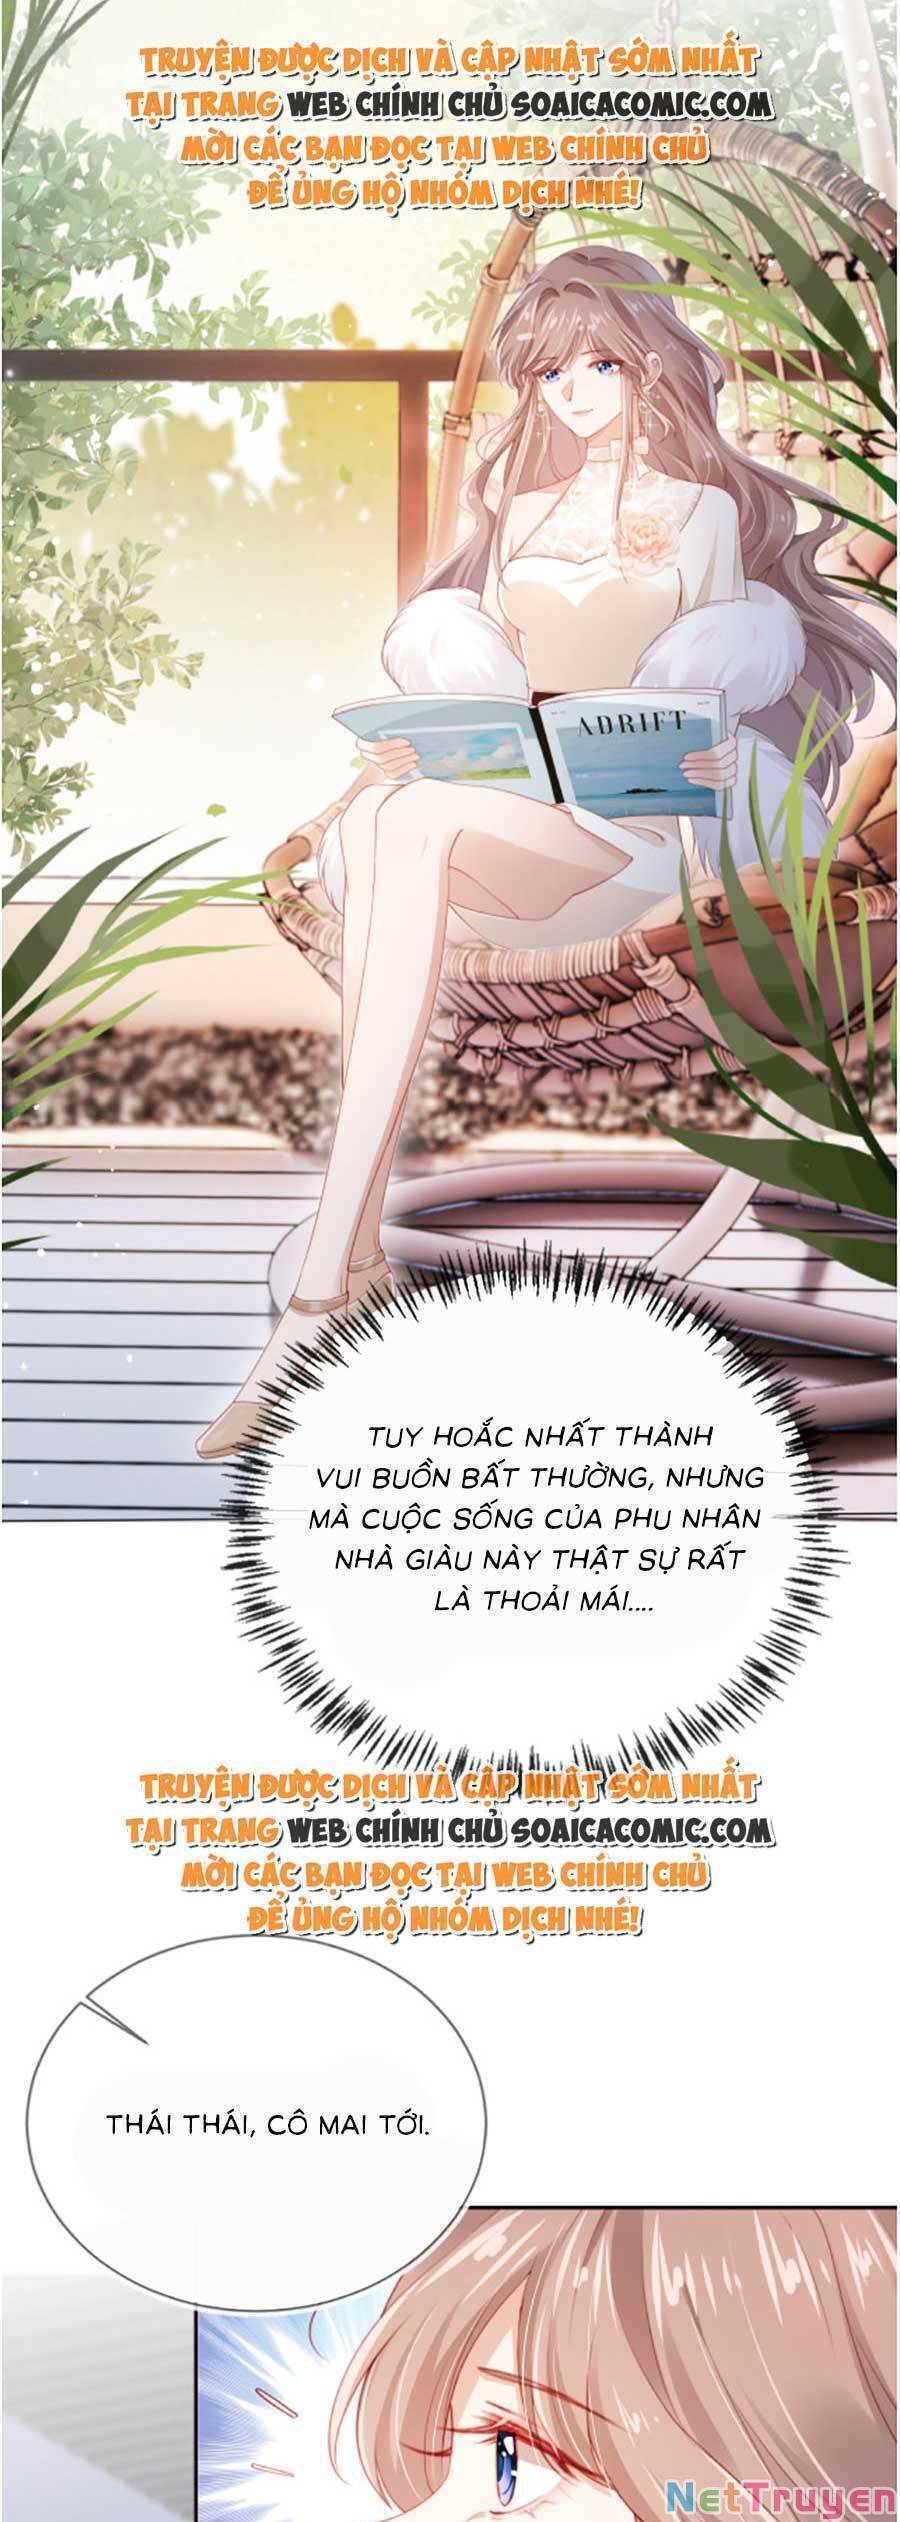 TRUYỆN ĐƯỢC DỊCH VÀ CẬP NHẬT SỚM NHẤT
TẠI TRANG WEB CHÍNH CHỦ SOAICACOMIC.COM
MỜI CÁC BẠN ĐỌC TẠI WEB CHÍNH CHỦ
ĐỂ ỦNG HỘ NHÓM DỊCH NHÉ!
ADRIFT
TUY HOẮC NHẤT THÀNH
VUI BUỒN BẤT THƯỜNG, NHƯNG
MÀ CUỘC SỐNG CỦA PHU NHÂN
NHÀ GIÀU NÀY THẬT SỰ RẤT
LÀ THOẢI MÁI....
TRUYỆN ĐƯỢC DỊCH VÀ CẬP NHẬT SỚM NHẤT
TẠI TRANG WEB CHÍNH CHỦ SOAICACOMIC.COM
MỜI CÁC BẠN ĐỌC TẠI WEB CHÍNH CHỦ
ĐỂ ỦNG HỘ NHÓM DỊCH NHÉ!
THÁI THÁI, CÔ MAI TỚI.
NetTruyen